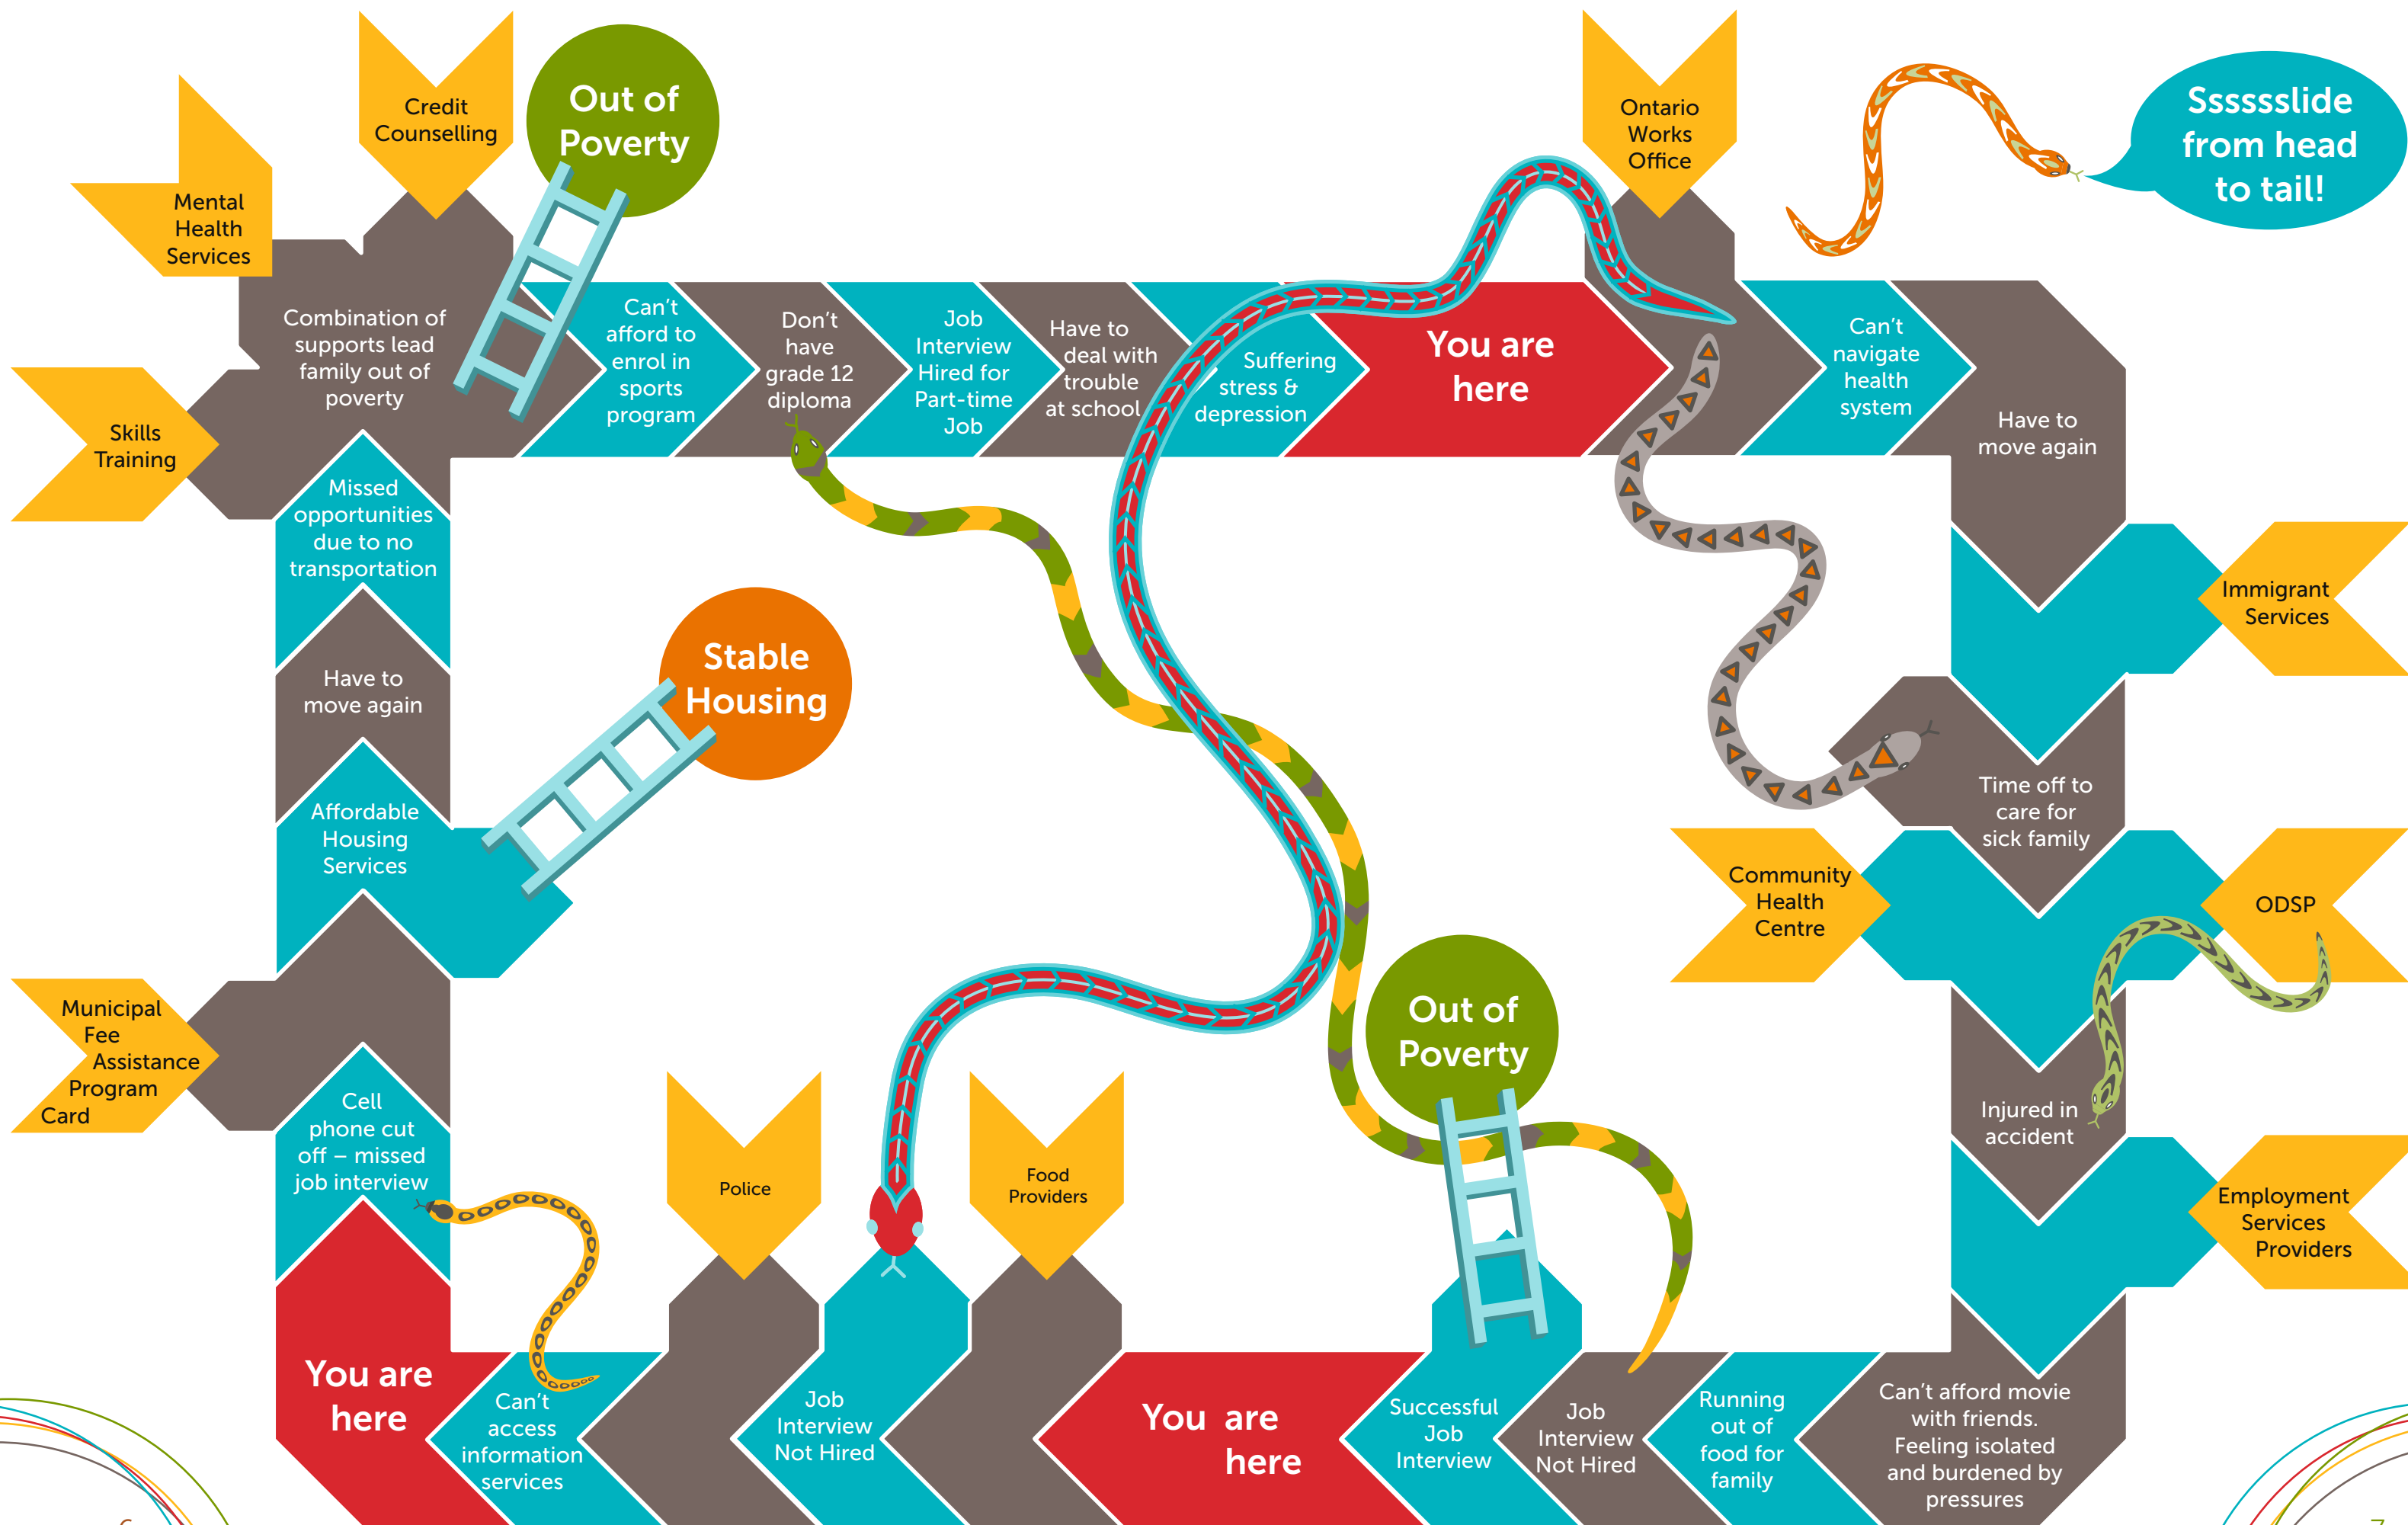 Credit
Counselling
Out of
Poverty
Ontario
Works
Office
Sssssslide
from head
to tail!
Mental
Health
Services
Combination of
supports lead
family out of
poverty
Can't
afford to
enrol in
sports
program
Don't
have
grade 12
diploma
Job
Interview
Hired for
Part-time
Job
Have to
deal with
trouble
at school
Suffering
stress &
depression
You are
here
Can't
navigate
health
system
Have to
move again
Skills
Training
Missed
opportunities
due to no
transportation
Immigrant
Services
Have to
move again
Stable
Housing
Time off to
care for
sick family
Affordable
Housing
Services
Community
Health
Centre
ODSP
Municipal
Fee
Assistance
Program
Card
Out of
Poverty
Cell
phone cut
off – missed
job interview
Injured in
accident
Police
Food
Providers
Employment
Services
Providers
You are
here
Can't
access
information
services
Job
Interview
Not Hired
You are
here
Successful
Job
Interview
Job
Interview
Not Hired
Running
out of
food for
family
Can't afford movie
with friends.
Feeling isolated
and burdened by
pressures